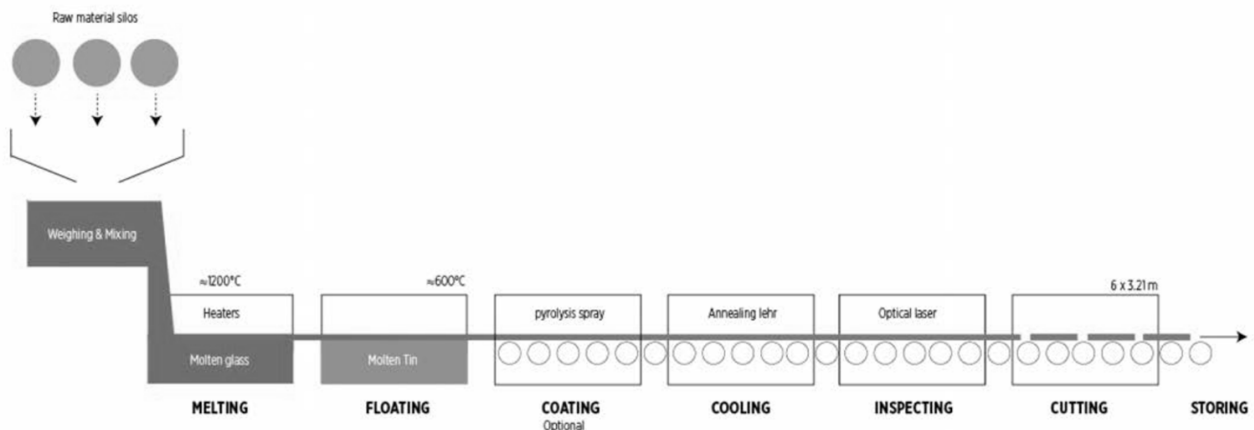 Raw material silos
Weighing & Mixing
≈1200°C
≈600°C
6 x 3.21 m
Heaters
pyrolysis spray
Annealing lehr
Optical laser
Molten glass
Molten Tin
MELTING
FLOATING
COATING
COOLING
INSPECTING
CUTTING
STORING
Optional